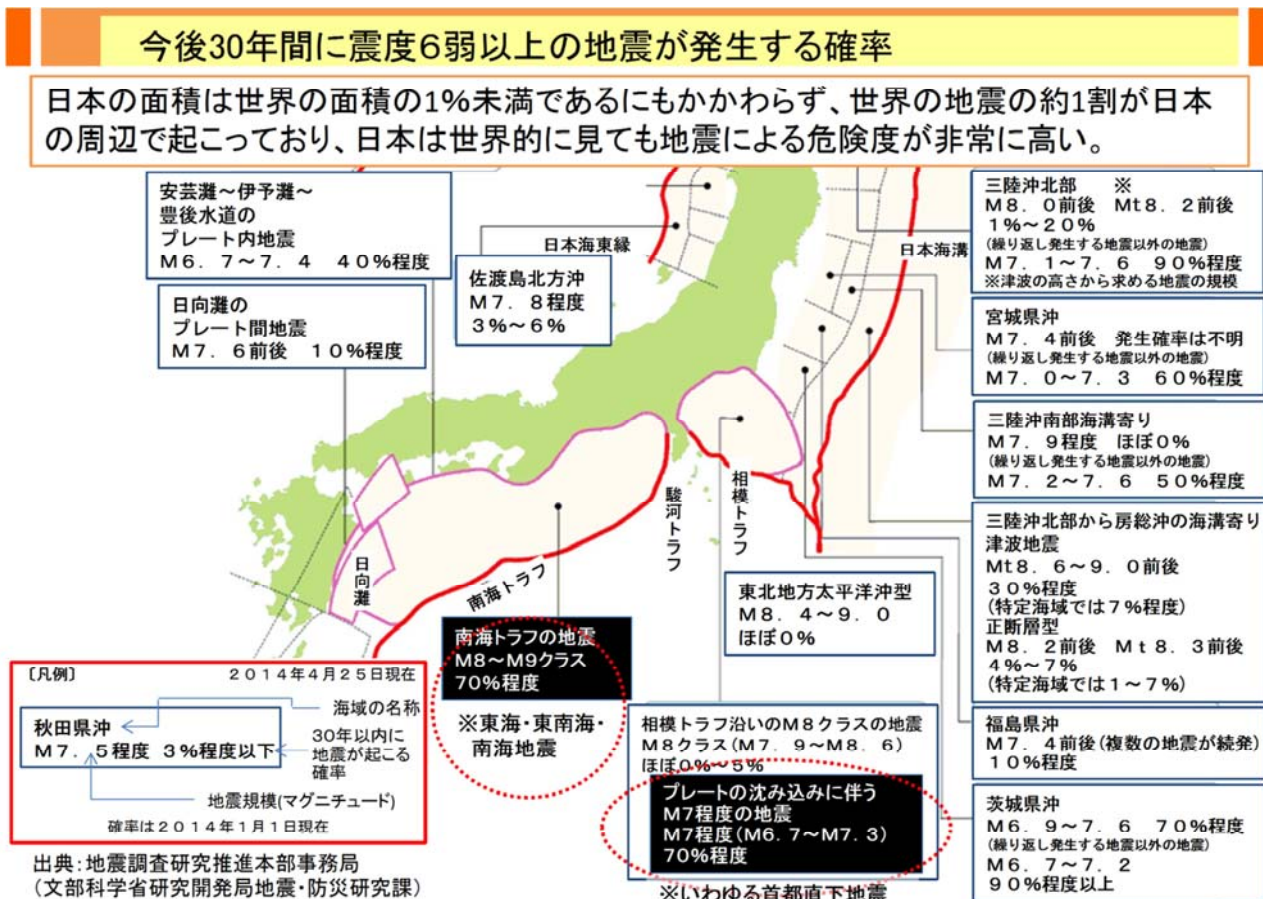 今後30年間に震度6弱以上の地震が発生する確率
日本の面積は世界の面積の1%未満であるにもかかわらず、世界の地震の約1割が日本
の周辺で起こっており、日本は世界的に見ても地震による危険度が非常に高い。
安芸灘～伊予灘～
豊後水道の
プレート内地震
M6．7～7．4　40%程度
日向灘の
プレート間地震
M7．6前後　10%程度
日本海東縁
佐渡島北方沖
M7．8程度
3%～6%
日本海溝
三陸沖北部　※
M8．0前後　Mt8．2前後
1%～20%
(繰り返し発生する地震以外の地震)
M7．1～7．6　90%程度
※津波の高さから求める地震の規模
宮城県沖
M7．4前後　発生確率は不明
(繰り返し発生する地震以外の地震)
M7．0～7．3　60%程度
三陸沖南部海溝寄り
M7．9程度　ほぼ0%
(繰り返し発生する地震以外の地震)
M7．2～7．6　50%程度
三陸沖北部から房総沖の海溝寄り
津波地震
Mt8．6～9．0前後
30%程度
(特定海域では7%程度)
正断層型
M8．2前後　Mt8．3前後
4%～7%
(特定海域では1～7%)
福島県沖
M7．4前後(複数の地震が続発)
10%程度
茨城県沖
M6．9～7．6　70%程度
(繰り返し発生する地震以外の地震)
M6．7～7．2
90%程度以上
日向灘
南海トラフ
駿河トラフ
相模トラフ
東北地方太平洋沖型
M8．4～9．0
ほぼ0%
南海トラフの地震
M8～M9クラス
70%程度
※東海・東南海・
南海地震
相模トラフ沿いのM8クラスの地震
M8クラス(M7．9～M8．6)
ほぼ0%～5%
プレートの沈み込みに伴う
M7程度の地震
M7程度(M6．7～M7．3)
70%程度
※いわゆる首都直下地震
〔凡例〕
2014年4月25日現在
秋田県沖
M7．5程度　3%程度以下
海域の名称
30年以内に
地震が起こる
確率
地震規模(マグニチュード)
確率は2014年1月1日現在
出典：地震調査研究推進本部事務局
(文部科学省研究開発局地震・防災研究課)